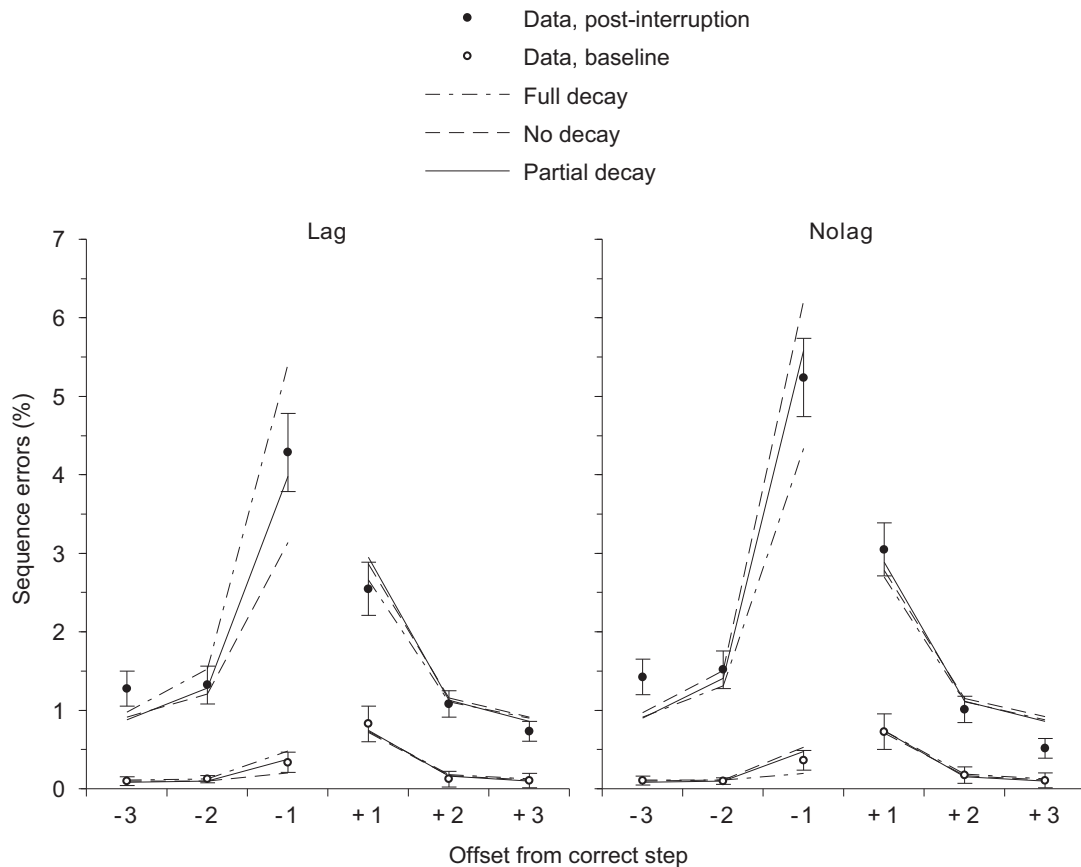 Data, post-interruption
Data, baseline
Full decay
No decay
Partial decay
Lag
Nolag
7
6
5
4
3
2
1
0
Sequence errors (%)
-3 -2 -1 +1 +2 +3 -3 -2 -1 +1 +2 +3
Offset from correct step